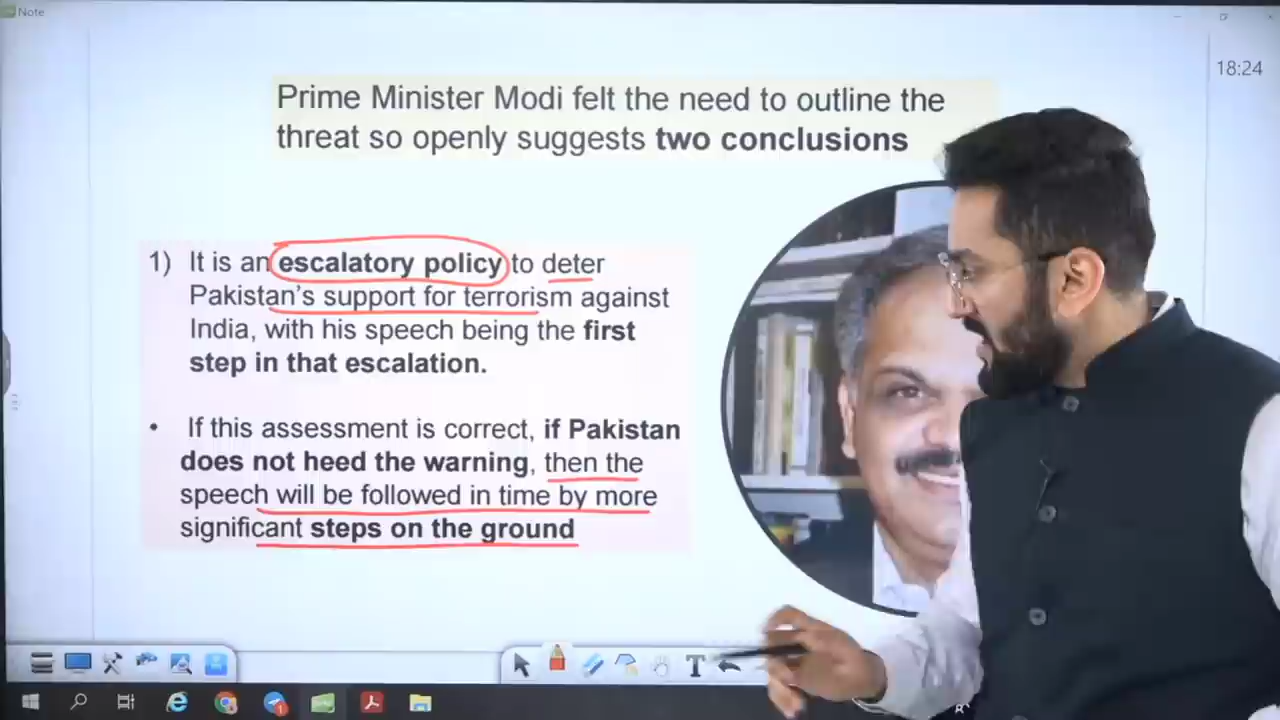 Note
18:24
Prime Minister Modi felt the need to outline the
threat so openly suggests two conclusions
1) It is an escalatory policy to deter
Pakistan's support for terrorism against
India, with his speech being the first
step in that escalation.
• If this assessment is correct, if Pakistan
does not heed the warning, then the
speech will be followed in time by more
significant steps on the ground
T